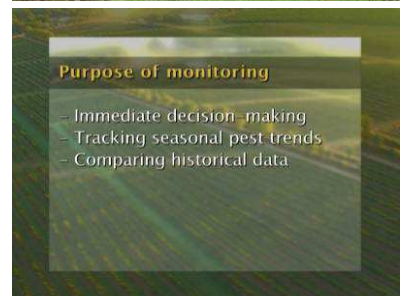 Purpose of monitoring
- Immediate decision-making
- Tracking seasonal pest trends
- Comparing historical data